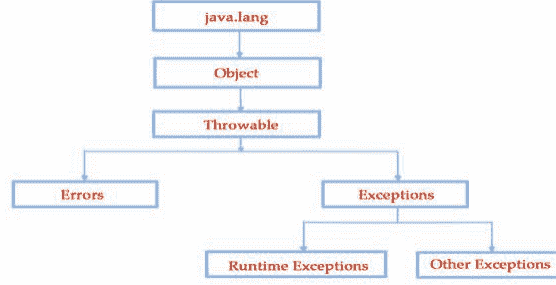 java.lang
Object
Throwable
Errors
Exceptions
Runtime Exceptions
Other Exceptions